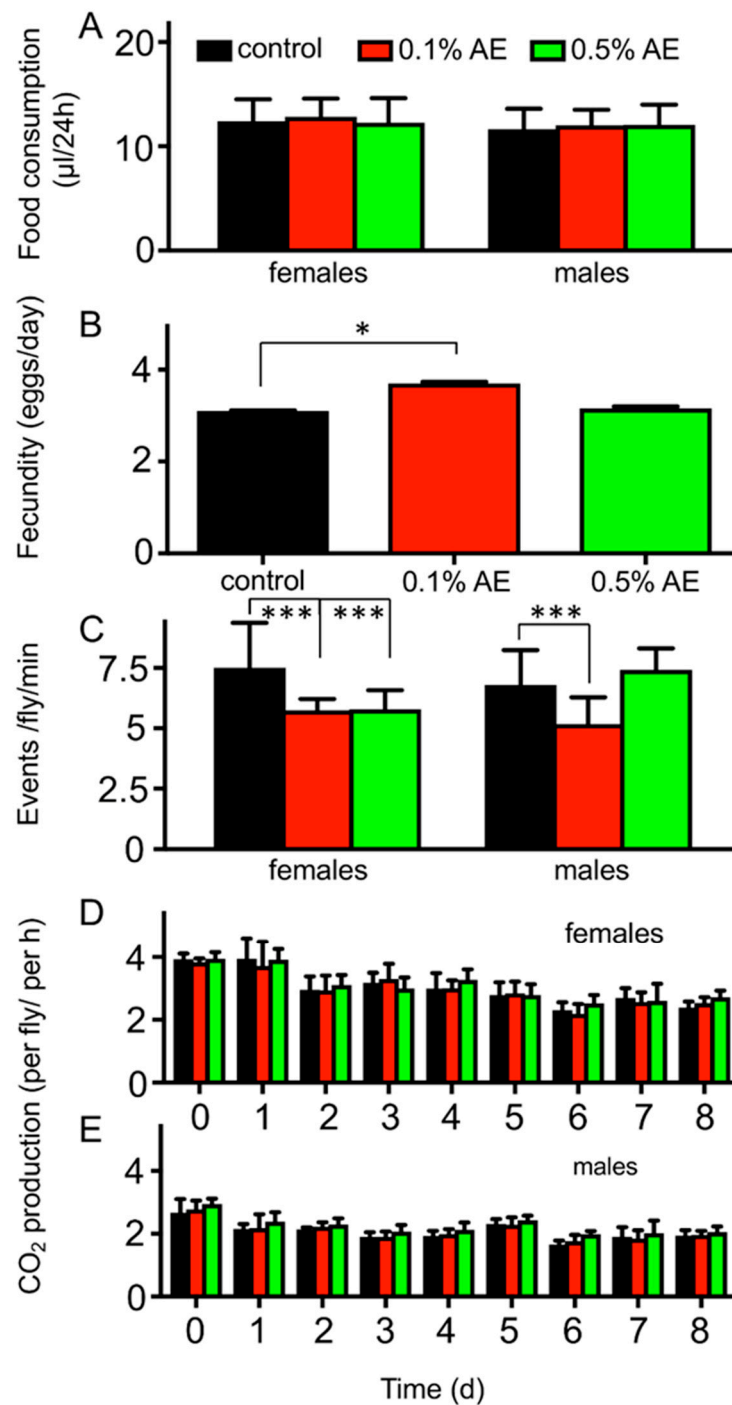 A
control 0.1% AE 0.5% AE
20
10
0
Food consumption
(µl/24h)
females males
B
*
4
2
0
Fecundity (eggs/day)
control 0.1% AE 0.5% AE
C
*** *** ***
7.5
5
2.5
0
Events /fly/min
females males
D
females
4
2
0
0 1 2 3 4 5 6 7 8
CO₂ production (per fly/ per h)
E
males
4
2
0
0 1 2 3 4 5 6 7 8
Time (d)